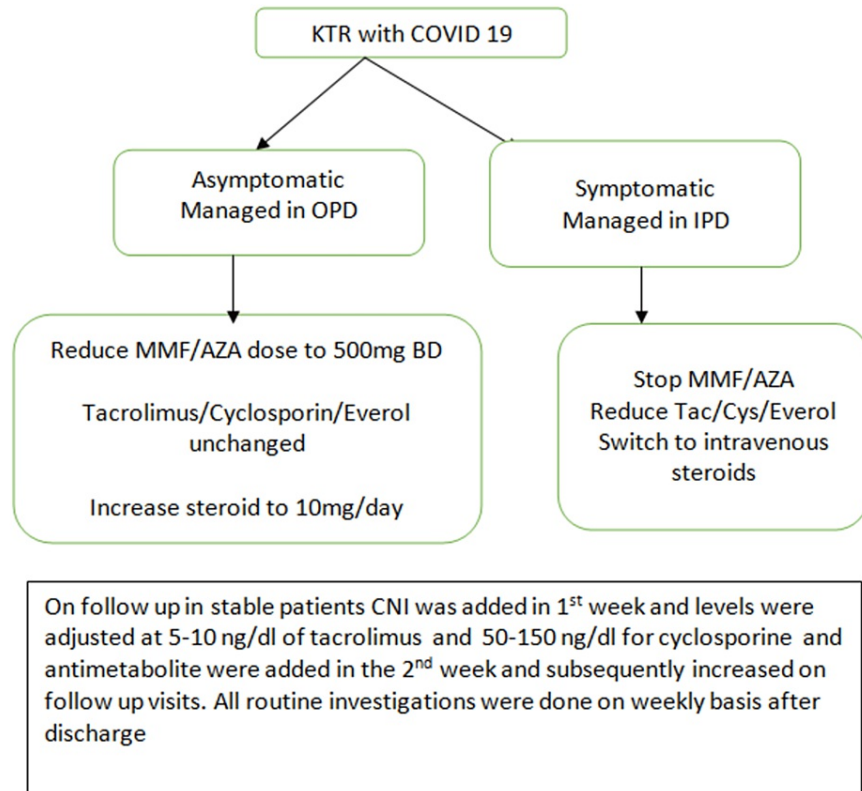 KTR with COVID 19
Asymptomatic
Managed in OPD
Symptomatic
Managed in IPD
Reduce MMF/AZA dose to 500mg BD
Tacrolimus/Cyclosporin/Everol
unchanged
Increase steroid to 10mg/day
Stop MMF/AZA
Reduce Tac/Cys/Everol
Switch to intravenous
steroids
On follow up in stable patients CNI was added in 1st week and levels were
adjusted at 5-10 ng/dl of tacrolimus and 50-150 ng/dl for cyclosporine and
antimetabolite were added in the 2nd week and subsequently increased on
follow up visits. All routine investigations were done on weekly basis after
discharge